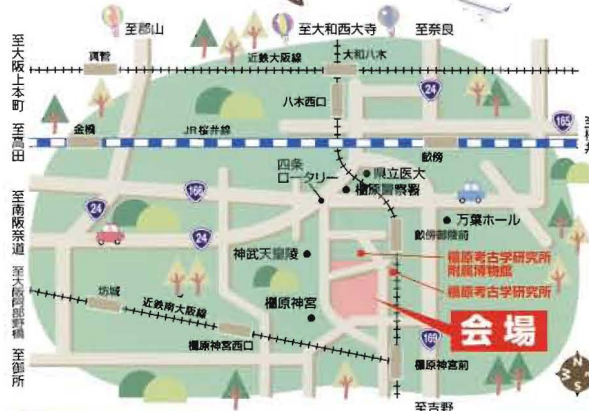 至郡山
至大和西大寺
至奈良
至大阪上本町
真菅
近鉄大阪線
大和八木
八木西口
24
165
至高田
金橋
JR桜井線
畝傍
至桜井
四条
ロータリー
県立医大
橿原警察署
166
24
24
至南阪奈道
万葉ホール
畝傍御陵前
神武天皇陵
橿原考古学研究所
附属博物館
橿原考古学研究所
至大阪阿部野橋
坊城
近鉄南大阪線
橿原神宮
会場
橿原神宮西口
169
至御所
橿原神宮前
至吉野
N
E
S
W